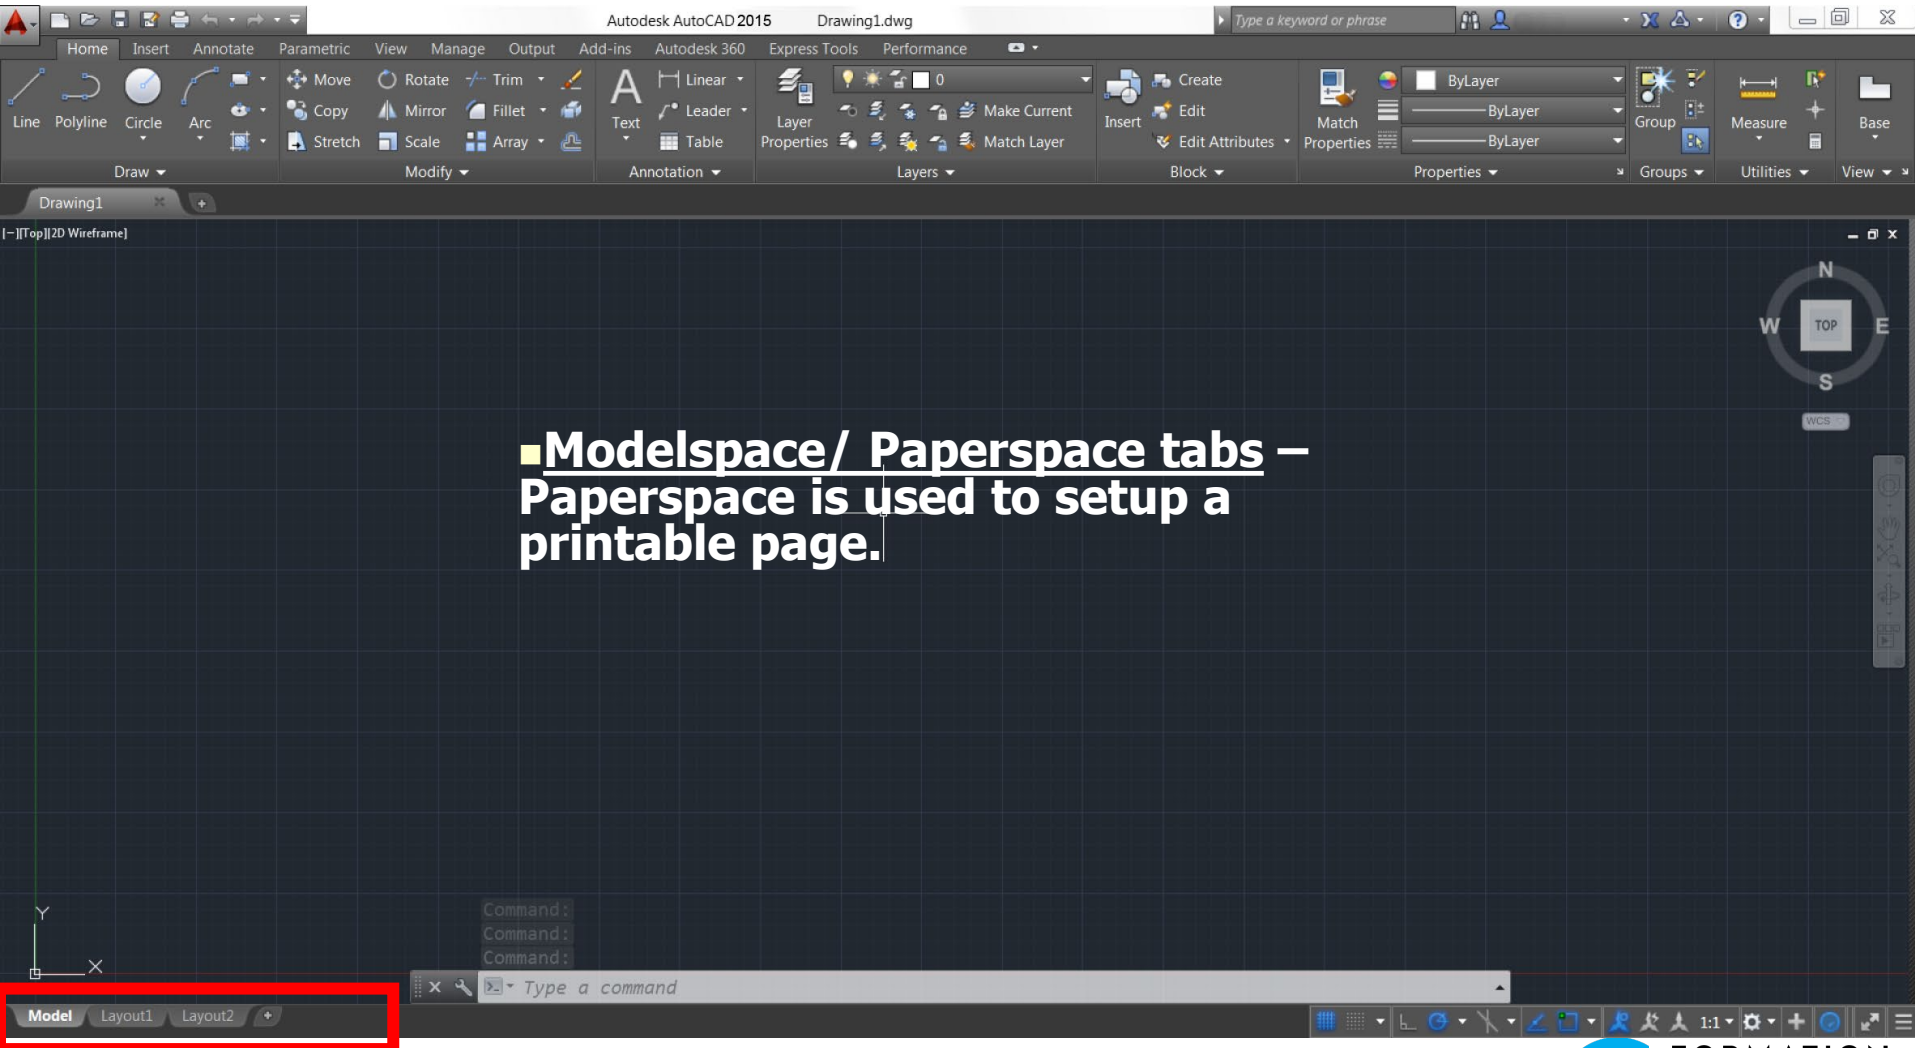 Autodesk AutoCAD 2015 Drawing1.dwg Type a keyword or phrase
Home Insert Annotate Parametric View Manage Output Add-ins Autodesk 360 Express Tools Performance
Move Rotate Trim Linear 0 Create ByLayer
Copy Mirror Fillet Leader Make Current Edit ByLayer
Line Polyline Circle Arc Text Layer Properties Insert Match Properties Group Measure Base
Stretch Scale Array Table Match Layer Edit Attributes ByLayer
Draw Modify Annotation Layers Block Properties Groups Utilities View
Drawing1
[−][Top][2D Wireframe]
N
W TOP E
S
WCS
Modelspace/ Paperspace tabs –
Paperspace is used to setup a
printable page.
Y
X
Command:
Command:
Command:
Type a command
Model Layout1 Layout2
1:1